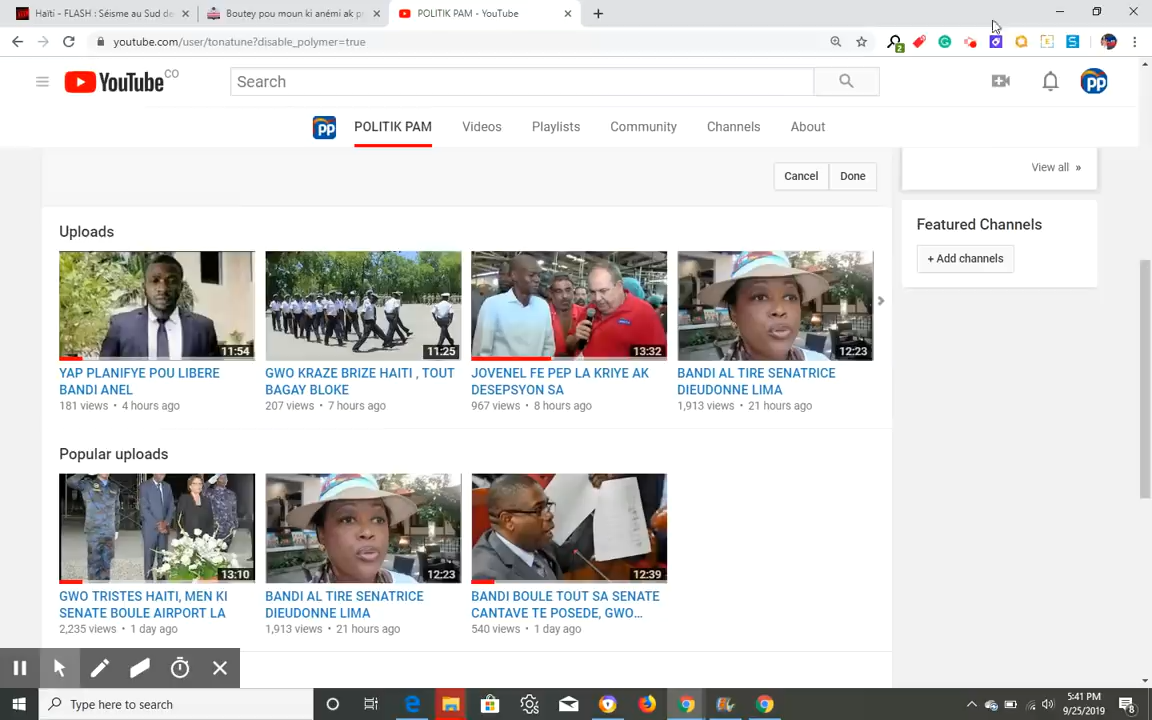 Haïti - FLASH : Séisme au Sud de
Boutey pou moun ki anémi ak p
POLITIK PAM - YouTube
youtube.com/user/tonatune?disable_polymer=true
2
YouTube CO
Search
pp
pp
POLITIK PAM
Videos
Playlists
Community
Channels
About
Cancel
Done
View all »
Featured Channels
+ Add channels
Uploads
11:54
11:25
13:32
12:23
YAP PLANIFYE POU LIBERE
BANDI ANEL
181 views • 4 hours ago
GWO KRAZE BRIZE HAITI , TOUT
BAGAY BLOKE
207 views • 7 hours ago
JOVENEL FE PEP LA KRIYE AK
DESEPSYON SA
967 views • 8 hours ago
BANDI AL TIRE SENATRICE
DIEUDONNE LIMA
1,913 views • 21 hours ago
Popular uploads
13:10
12:23
12:39
GWO TRISTES HAITI, MEN KI
SENATE BOULE AIRPORT LA
2,235 views • 1 day ago
BANDI AL TIRE SENATRICE
DIEUDONNE LIMA
1,913 views • 21 hours ago
BANDI BOULE TOUT SA SENATE
CANTAVE TE POSEDE, GWO...
540 views • 1 day ago
Type here to search
5:41 PM
9/25/2019
8